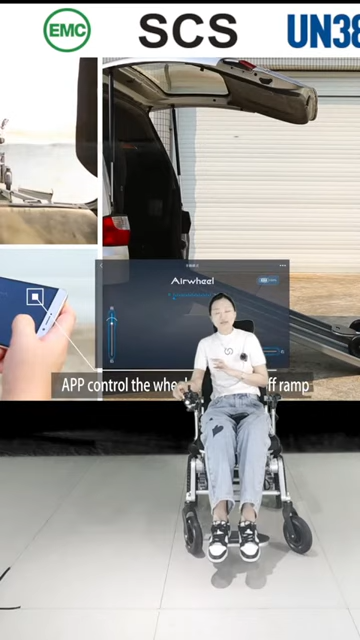 EMC
SCS
UN38
Airwheel
APP control the whe
ff ramp